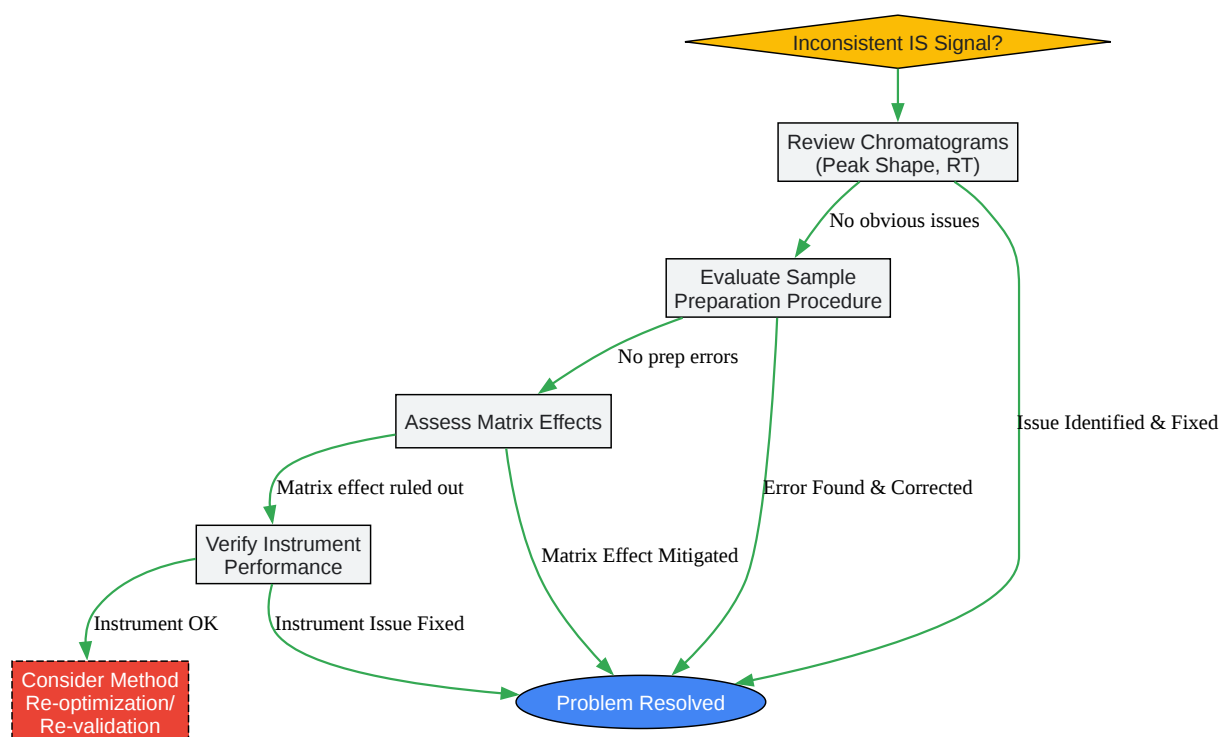 Inconsistent IS Signal?
Review Chromatograms
(Peak Shape, RT)
No obvious issues
Evaluate Sample
Preparation Procedure
No prep errors
Assess Matrix Effects
Issue Identified & Fixed
Matrix effect ruled out
Error Found & Corrected
Verify Instrument
Performance
Matrix Effect Mitigated
Instrument OK
Instrument Issue Fixed
Consider Method
Re-optimization/
Re-validation
Problem Resolved